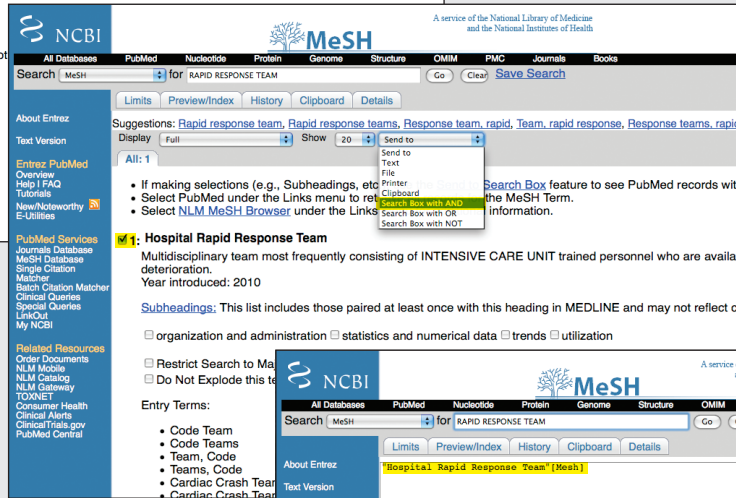 ot
NCBI
MeSH
A service of the National Library of Medicine
and the National Institutes of Health
All Databases PubMed Nucleotide Protein Genome Structure OMIM PMC Journals Books
Search MeSH for RAPID RESPONSE TEAM Go Clear Save Search
Limits Preview/Index History Clipboard Details
About Entrez
Text Version
Entrez PubMed
Overview
Help I FAQ
Tutorials
New/Noteworthy
E-Utilities
PubMed Services
Journals Database
MeSH Database
Single Citation
Matcher
Batch Citation Matcher
Clinical Queries
Special Queries
LinkOut
My NCBI
Related Resources
Order Documents
NLM Mobile
NLM Catalog
NLM Gateway
TOXNET
Consumer Health
Clinical Alerts
ClinicalTrials.gov
PubMed Central
Suggestions: Rapid response team, Rapid response teams, Response team, rapid, Team, rapid response, Response teams, rapid
Display Full Show 20 Send to
Send to
Text
File
Printer
Clipboard
Search Box with AND
Search Box with OR
Search Box with NOT
All: 1
• If making selections (e.g., Subheadings, etc Search Box feature to see PubMed records wit
• Select PubMed under the Links menu to ret the MeSH Term.
• Select NLM MeSH Browser under the Links information.
1: Hospital Rapid Response Team
Multidisciplinary team most frequently consisting of INTENSIVE CARE UNIT trained personnel who are availa
deterioration.
Year introduced: 2010
Subheadings: This list includes those paired at least once with this heading in MEDLINE and may not reflect c
organization and administration statistics and numerical data trends utilization
Restrict Search to Maj
Do Not Explode this te
Entry Terms:
• Code Team
• Code Teams
• Team, Code
• Teams, Code
• Cardiac Crash Team
• Cardiac Crash Tear
NCBI
MeSH
A service
All Databases PubMed Nucleotide Protein Genome Structure OMIM
Search MeSH for RAPID RESPONSE TEAM Go
Limits Preview/Index History Clipboard Details
About Entrez
Text Version
"Hospital Rapid Response Team"[Mesh]